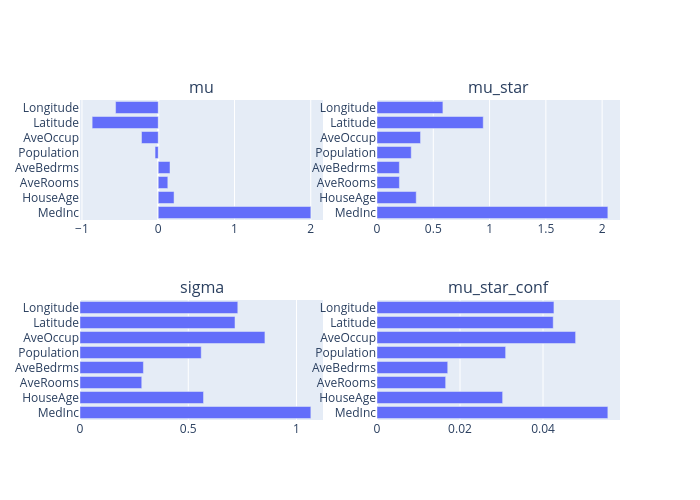 mu
Longitude
Latitude
AveOccup
Population
AveBedrms
AveRooms
HouseAge
MedInc
−1 0 1 2
mu_star
Longitude
Latitude
AveOccup
Population
AveBedrms
AveRooms
HouseAge
MedInc
0 0.5 1 1.5 2
sigma
Longitude
Latitude
AveOccup
Population
AveBedrms
AveRooms
HouseAge
MedInc
0 0.5 1
mu_star_conf
Longitude
Latitude
AveOccup
Population
AveBedrms
AveRooms
HouseAge
MedInc
0 0.02 0.04